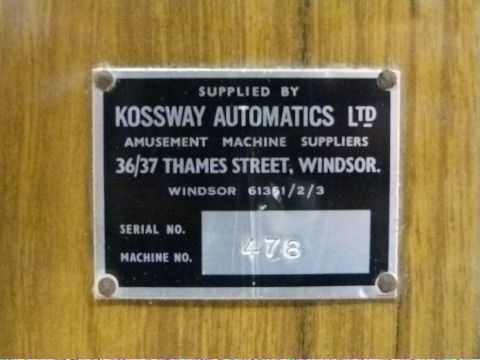 SUPPLIED BY
KOSSWAY AUTOMATICS LTD
AMUSEMENT MACHINE SUPPLIERS
36/37 THAMES STREET, WINDSOR.
WINDSOR 61351/2/3
SERIAL NO.
MACHINE NO. 478